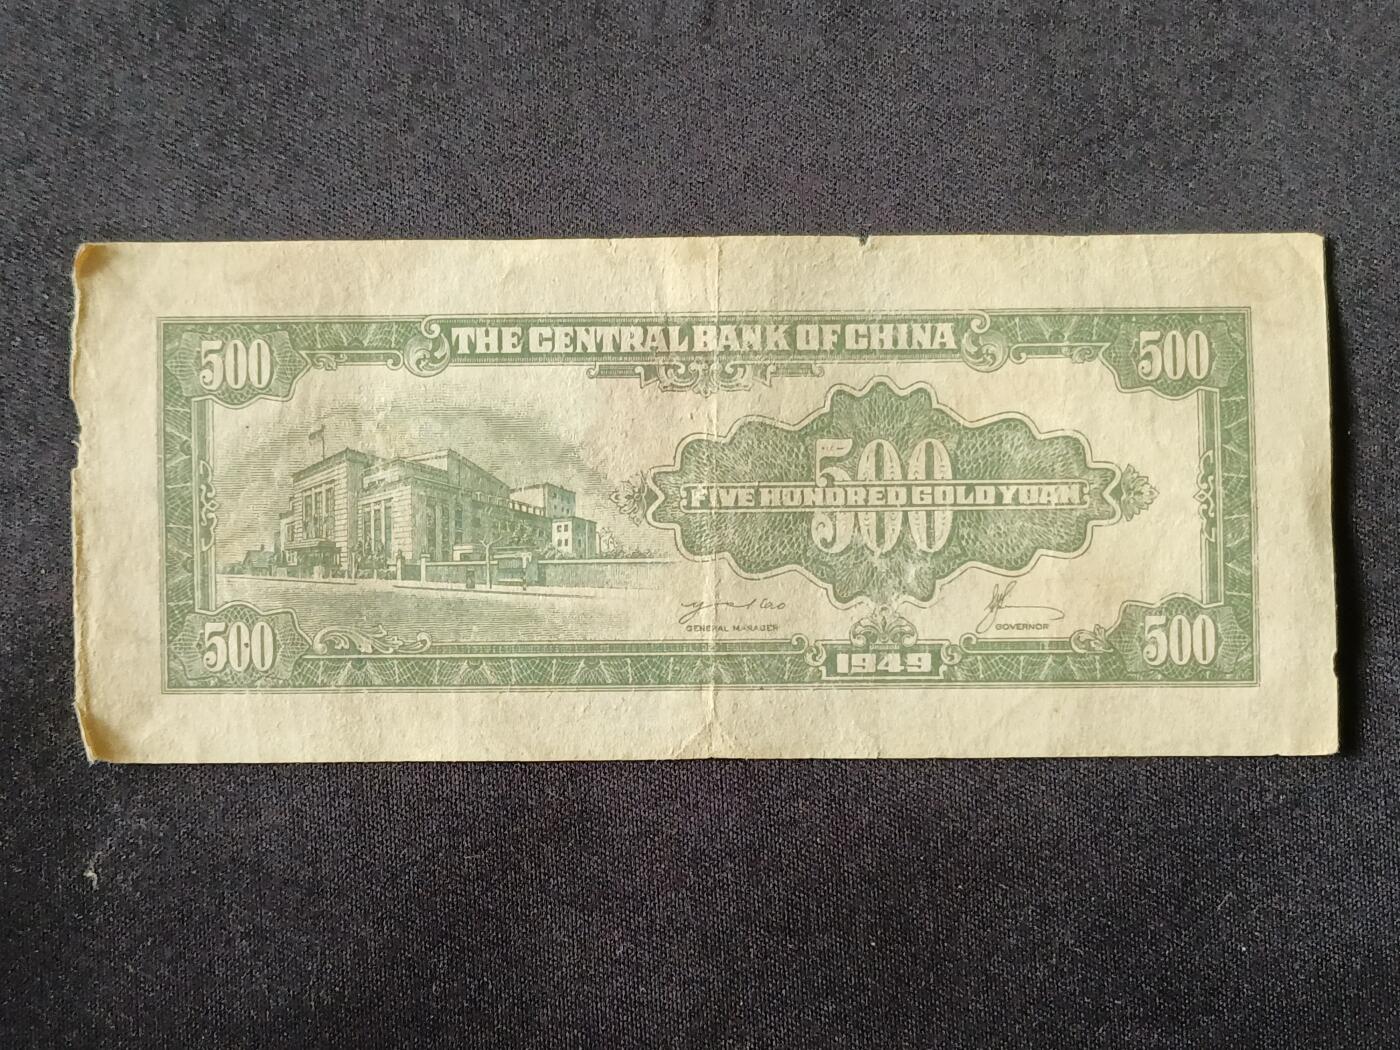 THE CENTRAL BANK OF CHINA
500
500
500
FIVE HUNDRED GOLD YUAN
GENERAL MANAGER
GOVERNOR
500
1949
500